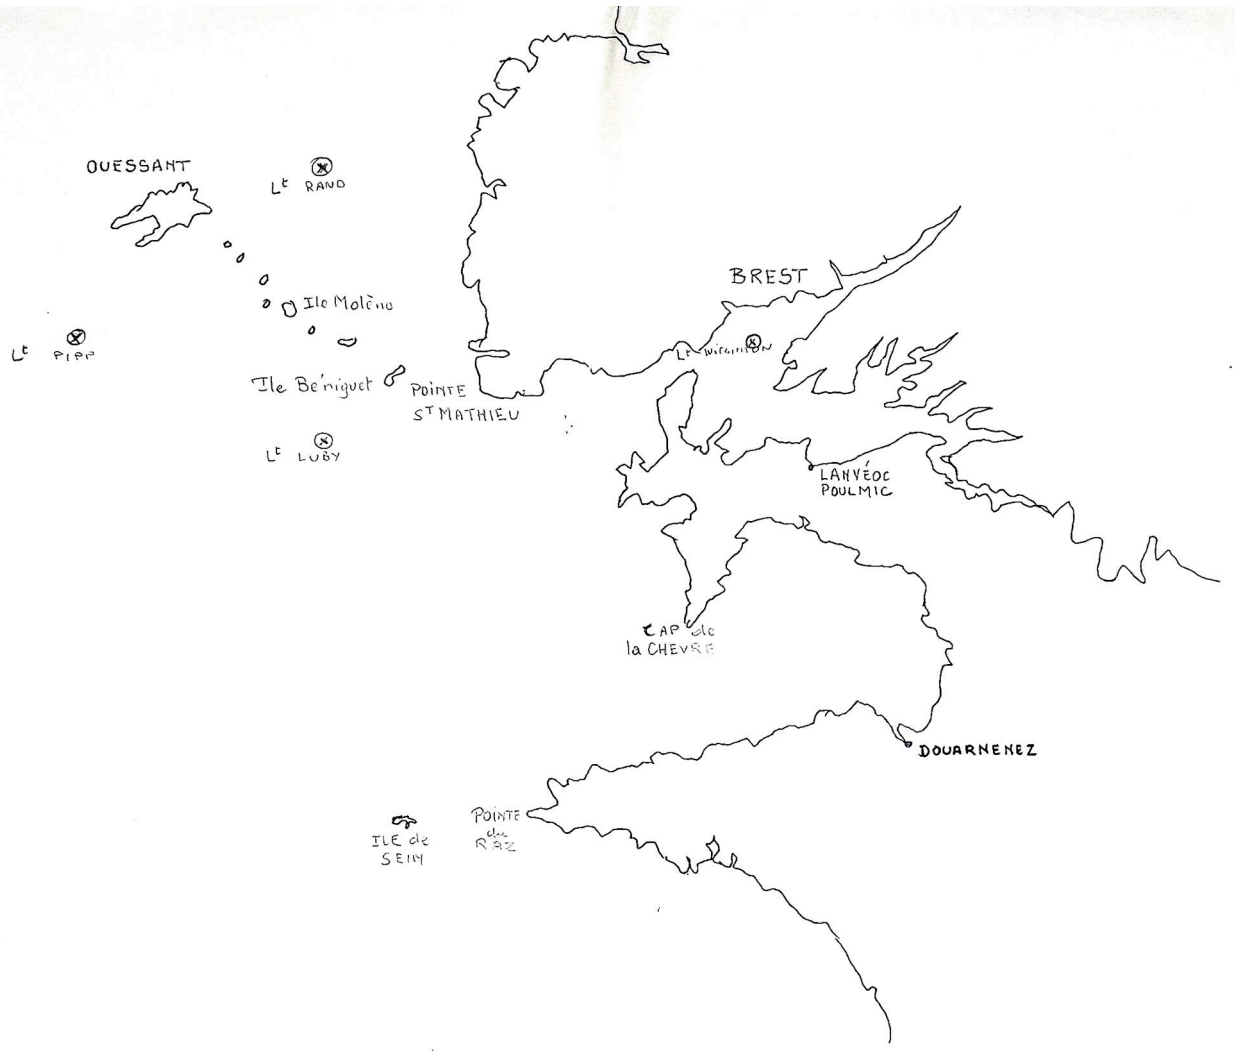 OUESSANT
Lt RAND
BREST
Ile Molène
Lt PIPP
Lt
Ile Béniguet
POINTE
ST MATHIEU
Lt LUBY
LANVÉOC
POULMIC
CAP de
la CHEVRE
DOUARNENEZ
POINTE
du
RAZ
ILE de
SEIN